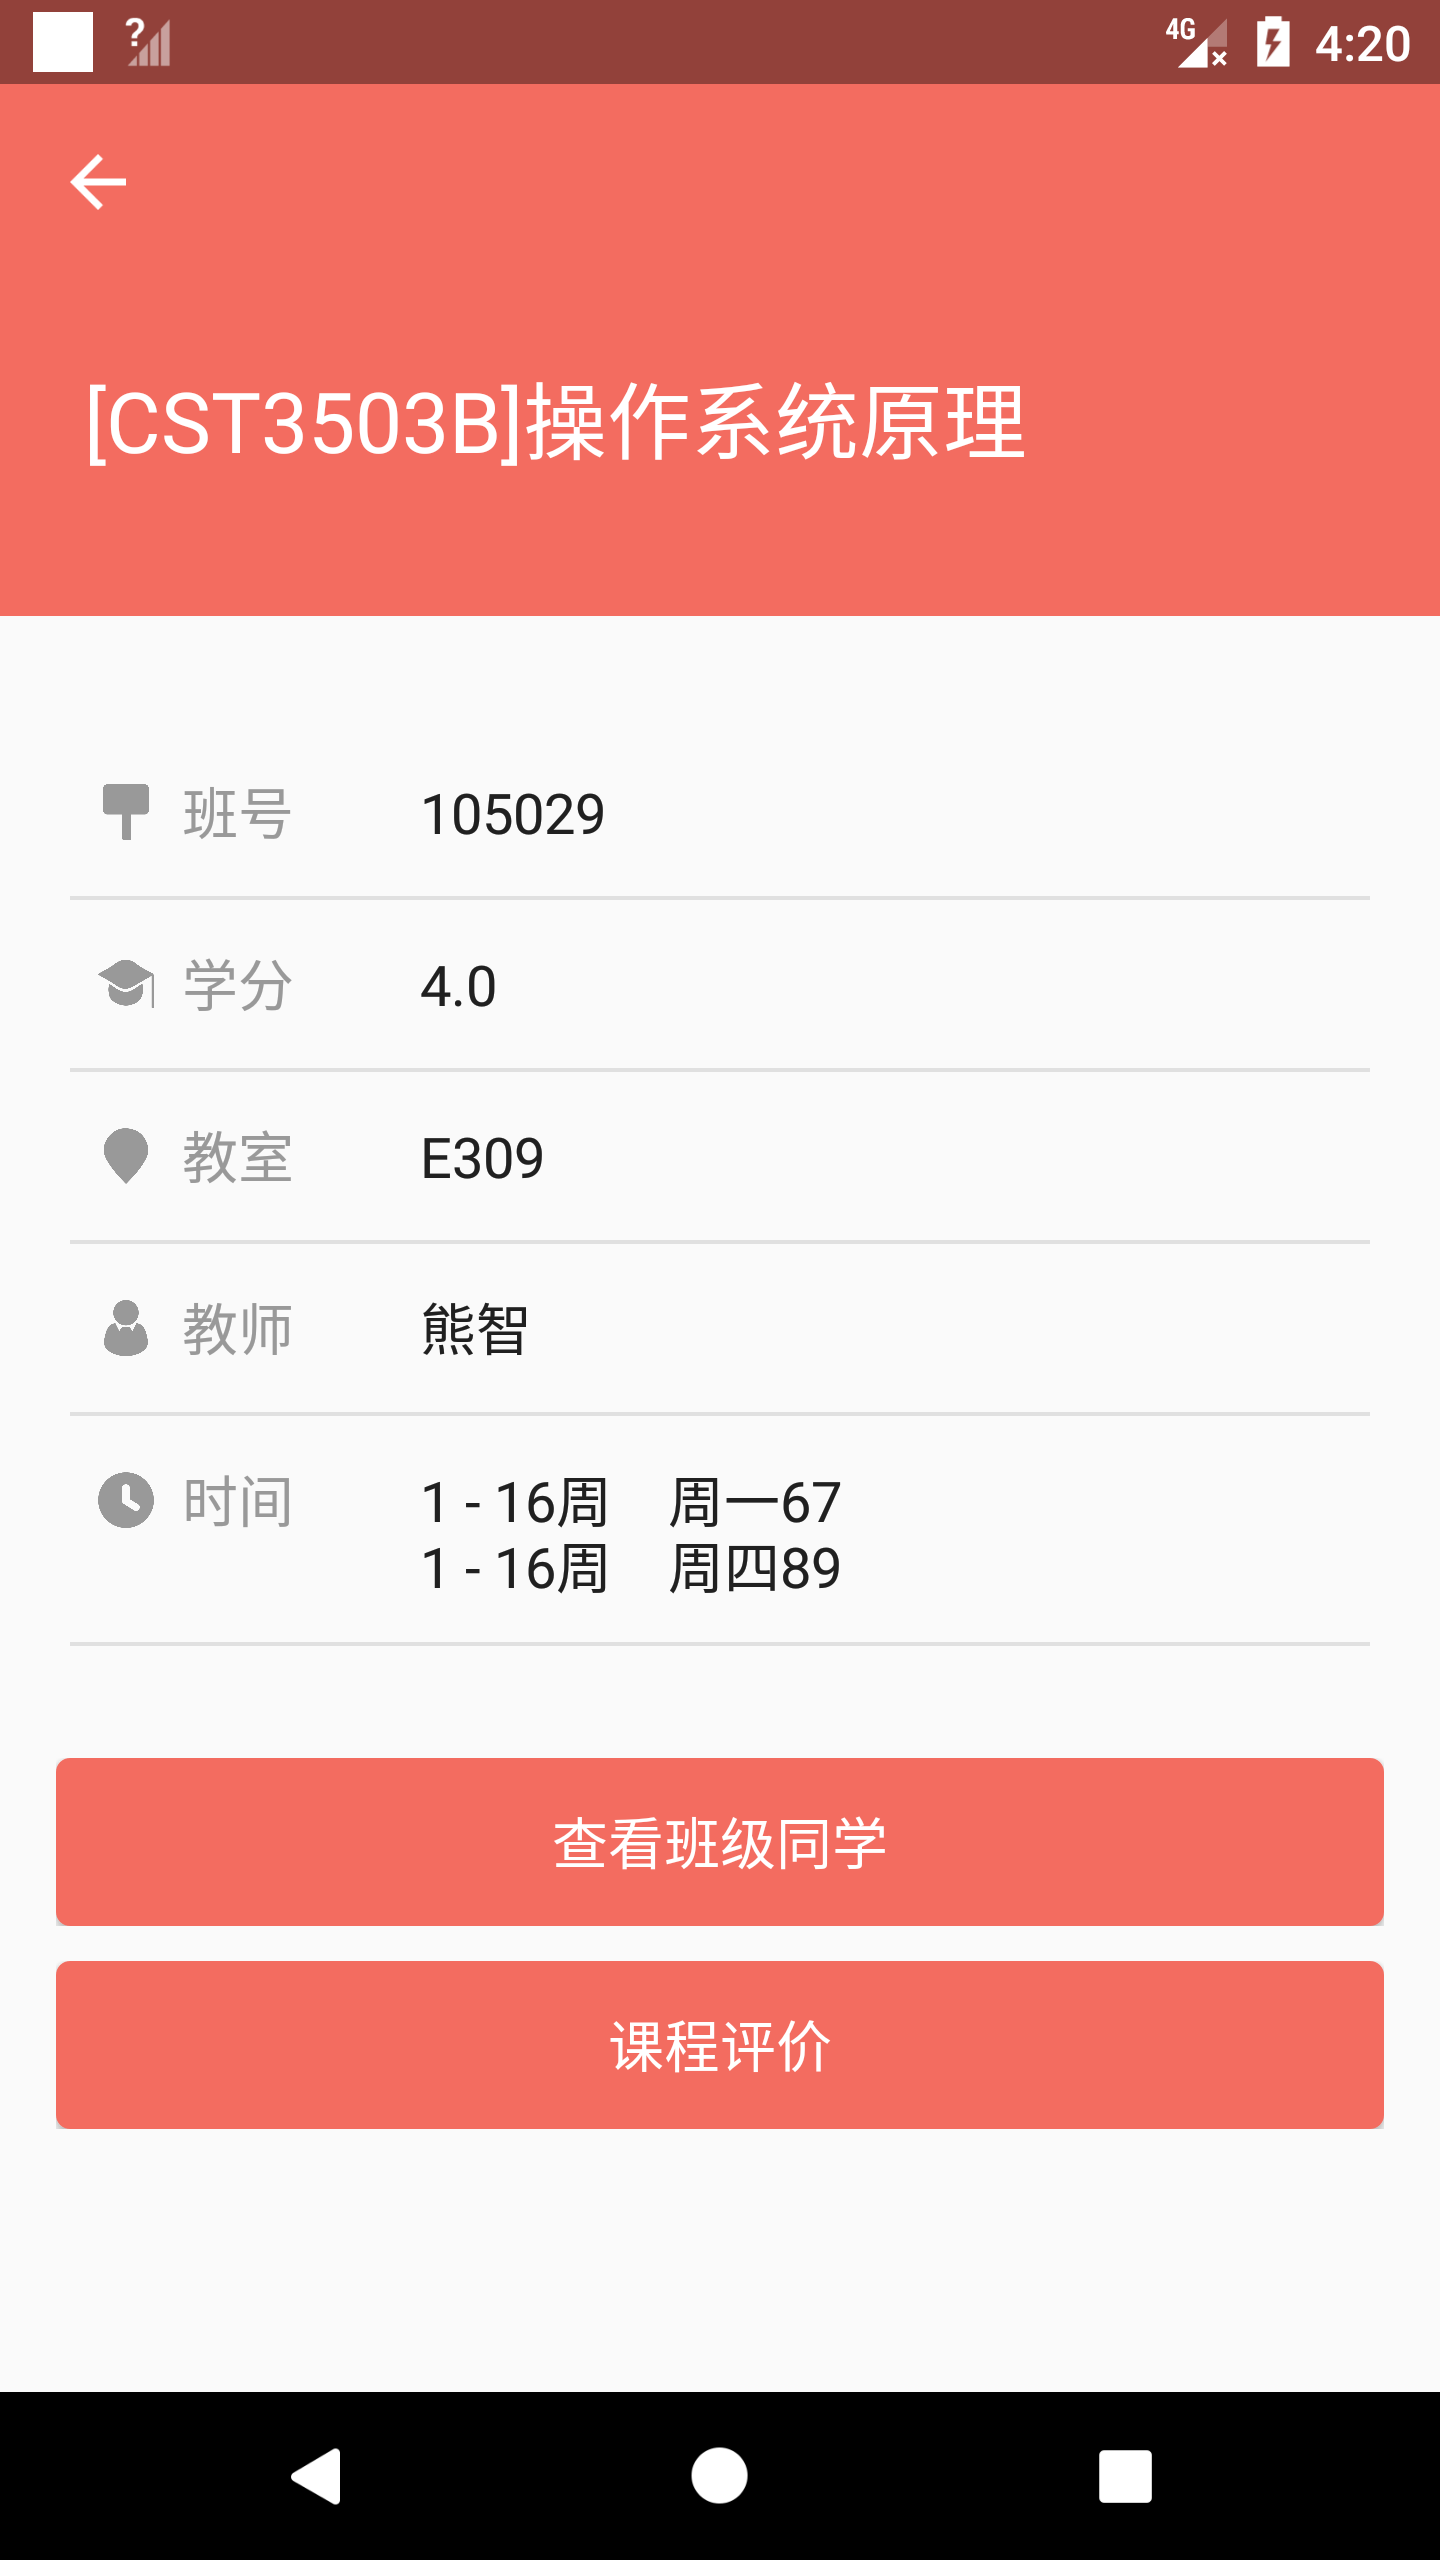 ?
4G
4:20
[CST3503B]操作系统原理
班号 105029
学分 4.0
教室 E309
教师 熊智
时间 1 - 16周 周一67
1 - 16周 周四89
查看班级同学
课程评价